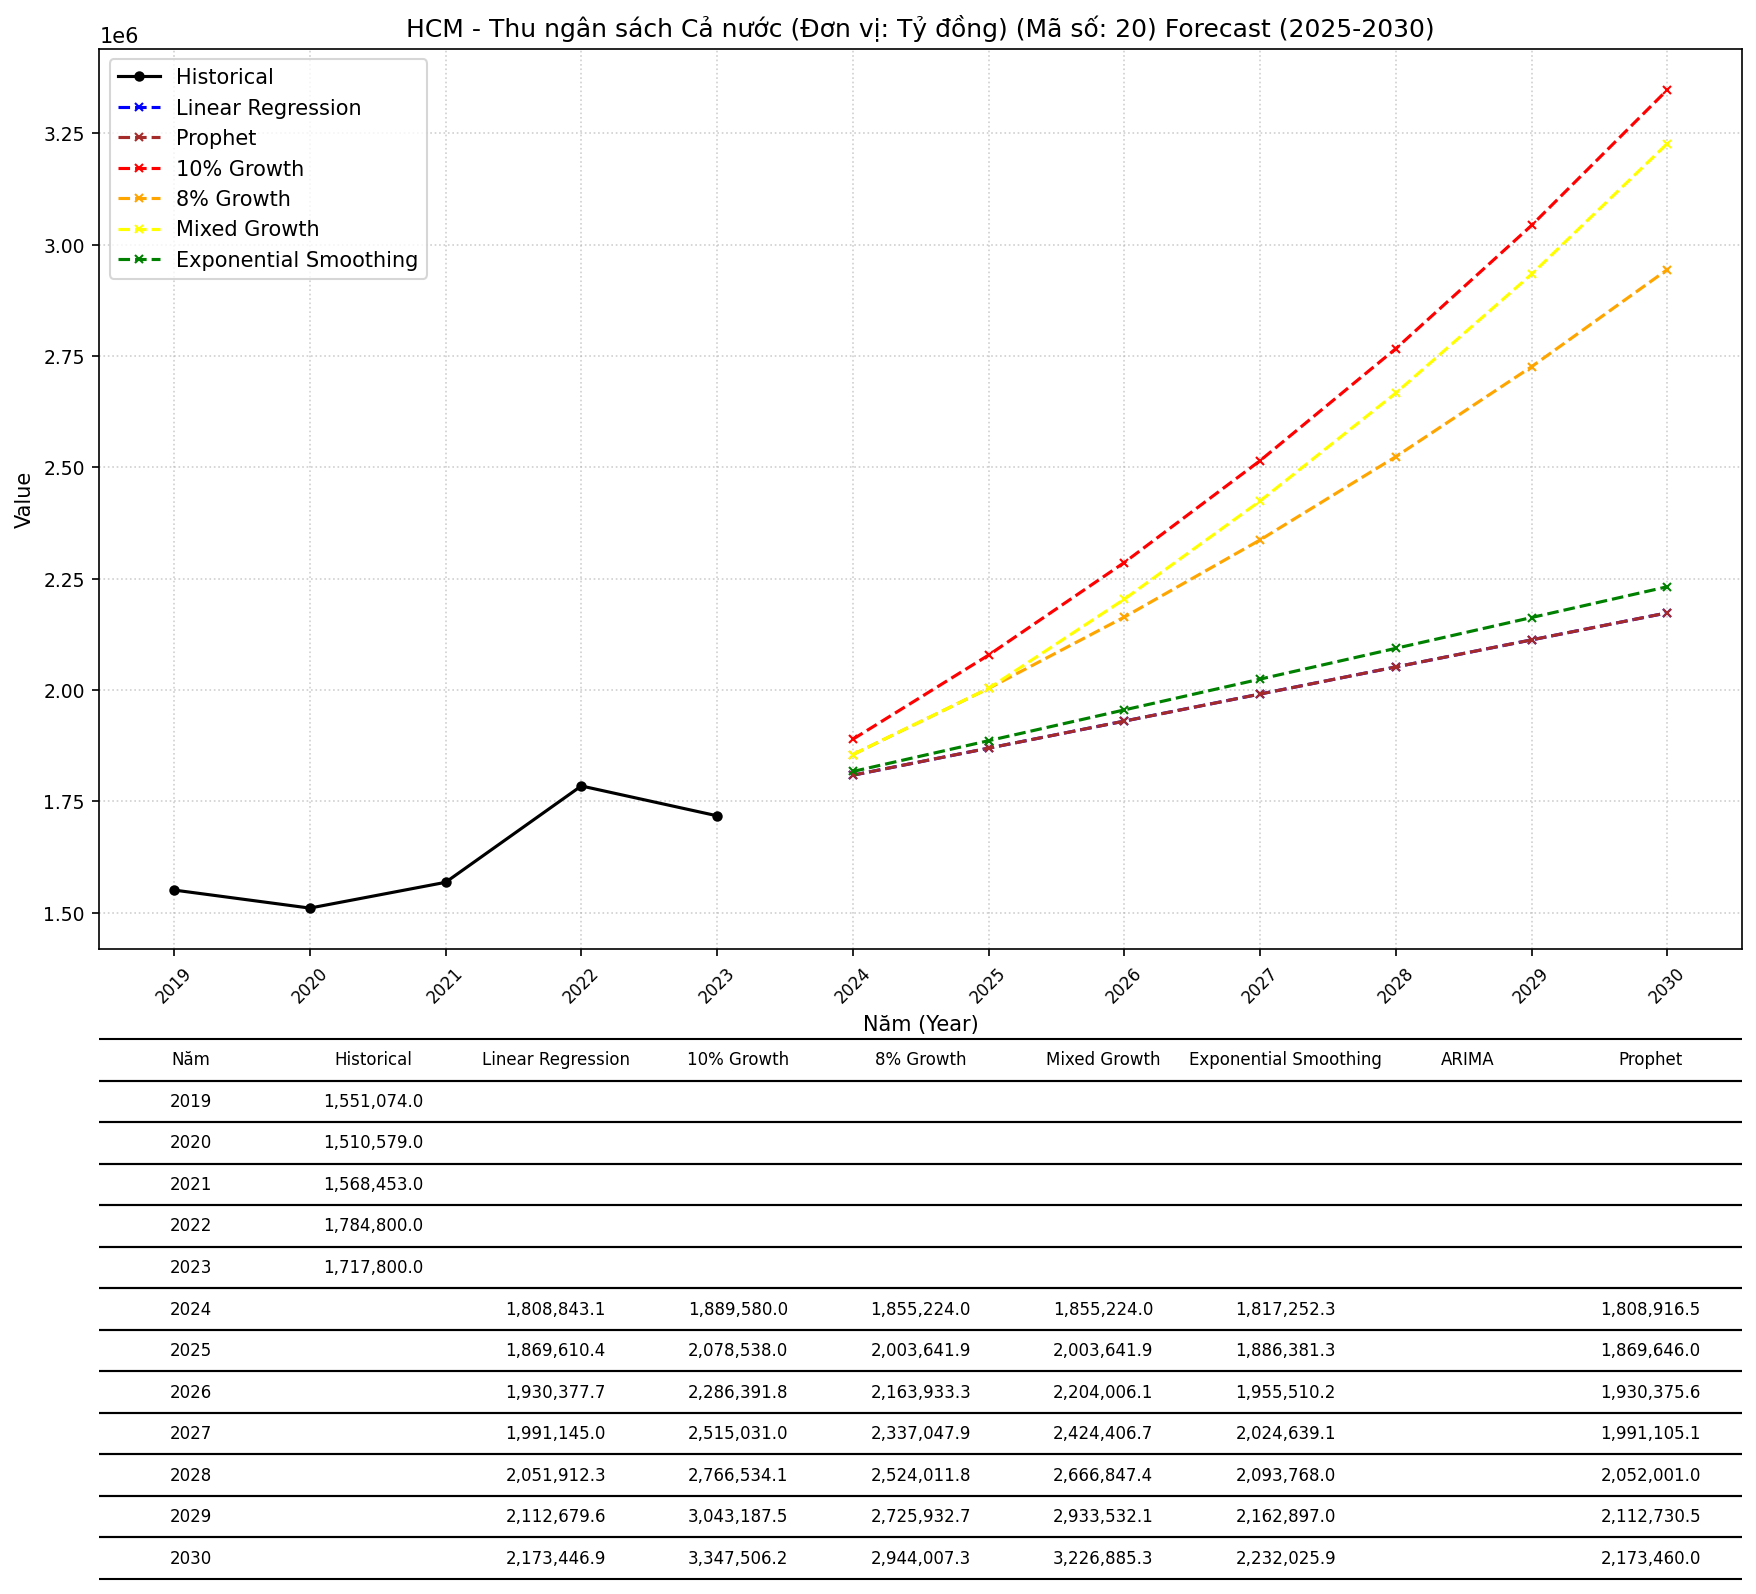 HCM - Thu ngân sách Cả nước (Đơn vị: Tỷ đồng) (Mã số: 20) Forecast (2025-2030)
1e6
Historical
Linear Regression
Prophet
10% Growth
8% Growth
Mixed Growth
Exponential Smoothing
3.25
3.00
2.75
2.50
2.25
2.00
1.75
1.50
Value
2019 2020 2021 2022 2023 2024 2025 2026 2027 2028 2029 2030
Năm (Year)
Năm Historical Linear Regression 10% Growth 8% Growth Mixed Growth Exponential Smoothing ARIMA Prophet
2019 1,551,074.0
2020 1,510,579.0
2021 1,568,453.0
2022 1,784,800.0
2023 1,717,800.0
2024 1,808,843.1 1,889,580.0 1,855,224.0 1,855,224.0 1,817,252.3 1,808,916.5
2025 1,869,610.4 2,078,538.0 2,003,641.9 2,003,641.9 1,886,381.3 1,869,646.0
2026 1,930,377.7 2,286,391.8 2,163,933.3 2,204,006.1 1,955,510.2 1,930,375.6
2027 1,991,145.0 2,515,031.0 2,337,047.9 2,424,406.7 2,024,639.1 1,991,105.1
2028 2,051,912.3 2,766,534.1 2,524,011.8 2,666,847.4 2,093,768.0 2,052,001.0
2029 2,112,679.6 3,043,187.5 2,725,932.7 2,933,532.1 2,162,897.0 2,112,730.5
2030 2,173,446.9 3,347,506.2 2,944,007.3 3,226,885.3 2,232,025.9 2,173,460.0